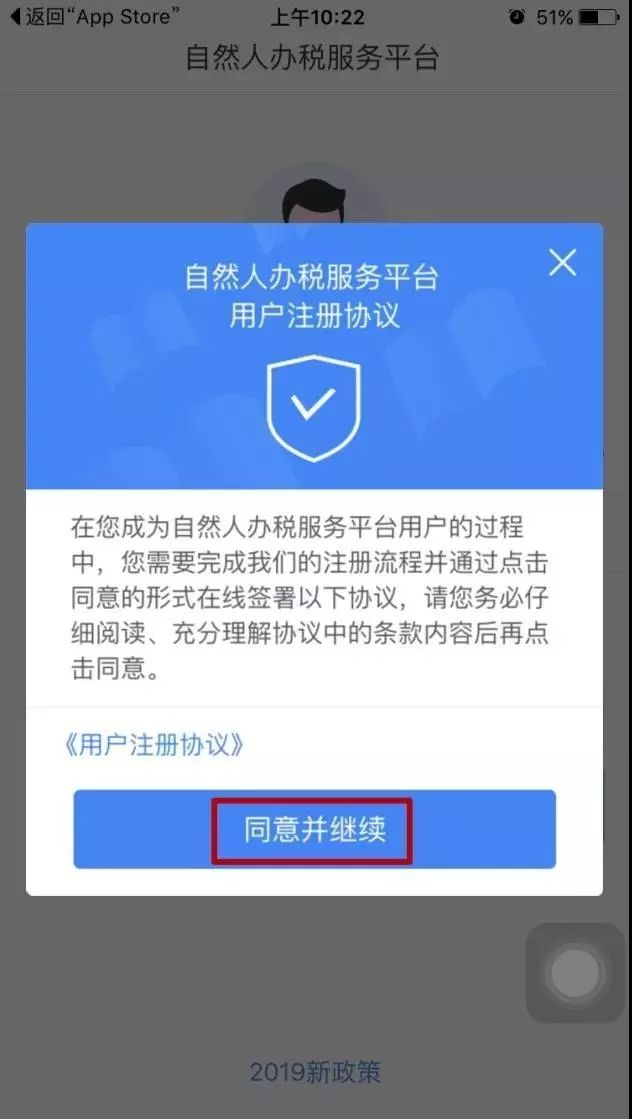 返回“App Store”
上午10:22
51%
自然人办税服务平台
自然人办税服务平台
用户注册协议
在您成为自然人办税服务平台用户的过程
中，您需要完成我们的注册流程并通过点击
同意的形式在线签署以下协议，请您务必仔
细阅读、充分理解协议中的条款内容后再点
击同意。
《用户注册协议》
同意并继续
2019新政策